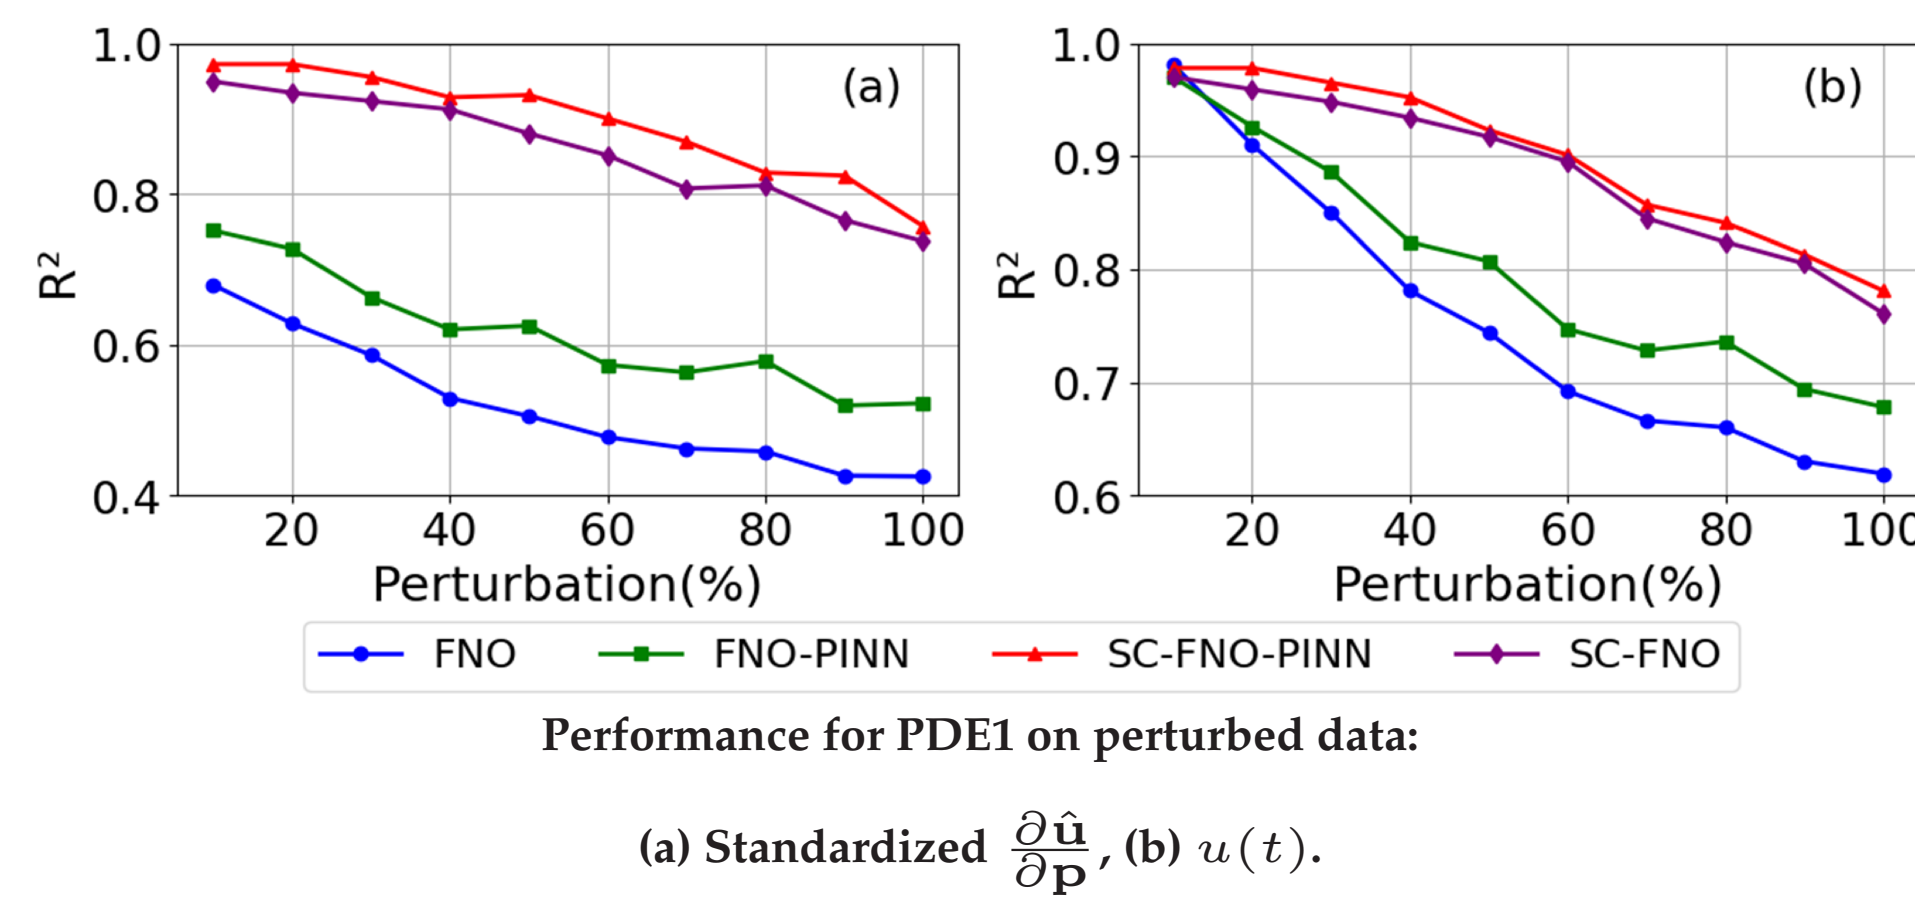 1.0
0.8
0.6
0.4
R²
20 40 60 80 100
Perturbation(%)
(a)
1.0
0.9
0.8
0.7
0.6
R²
20 40 60 80 100
Perturbation(%)
(b)
FNO FNO-PINN SC-FNO-PINN SC-FNO
Performance for PDE1 on perturbed data:
(a) Standardized ∂û/∂p, (b) u(t).